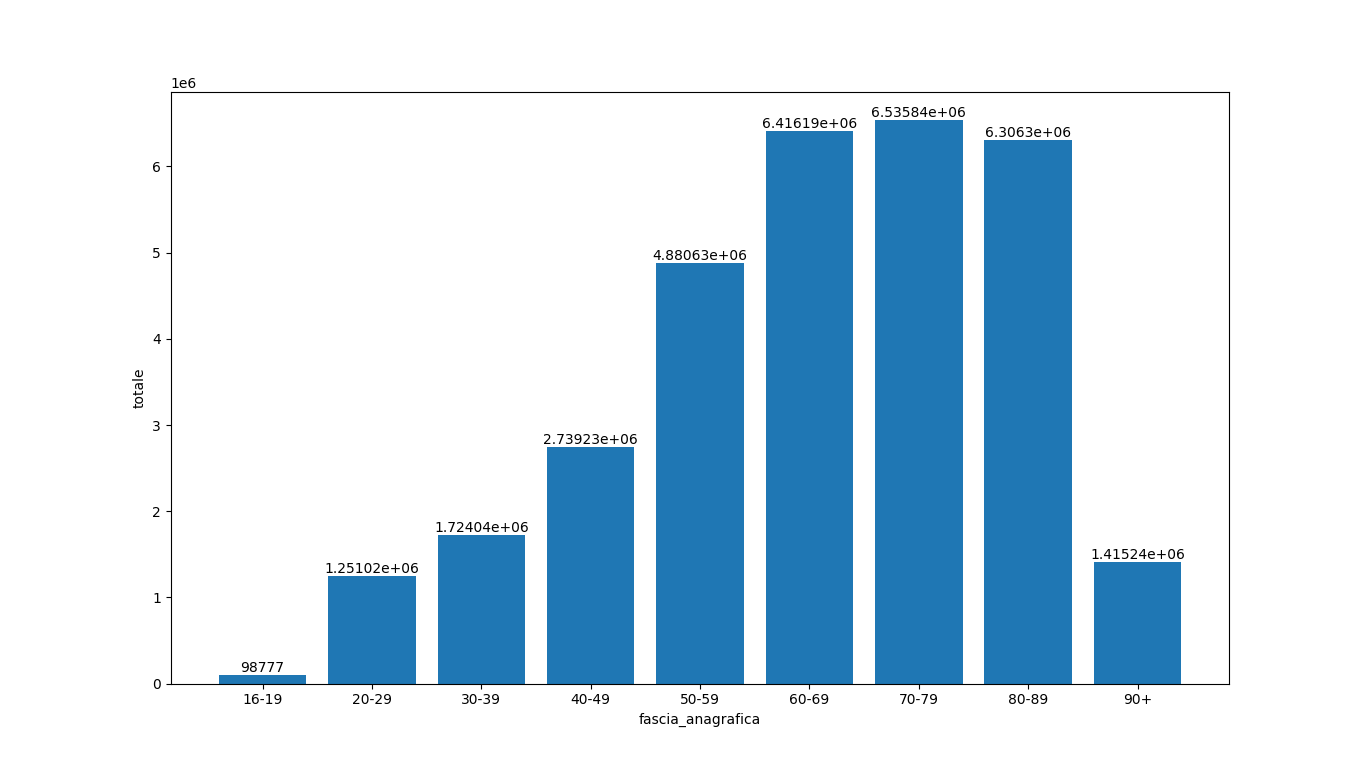 1e6
6.53584e+06
6.41619e+06
6.3063e+06
6
5
4.88063e+06
4
totale
3
2.73923e+06
2
1.72404e+06
1.25102e+06
1.41524e+06
1
98777
0
16-19 20-29 30-39 40-49 50-59 60-69 70-79 80-89 90+
fascia_anagrafica